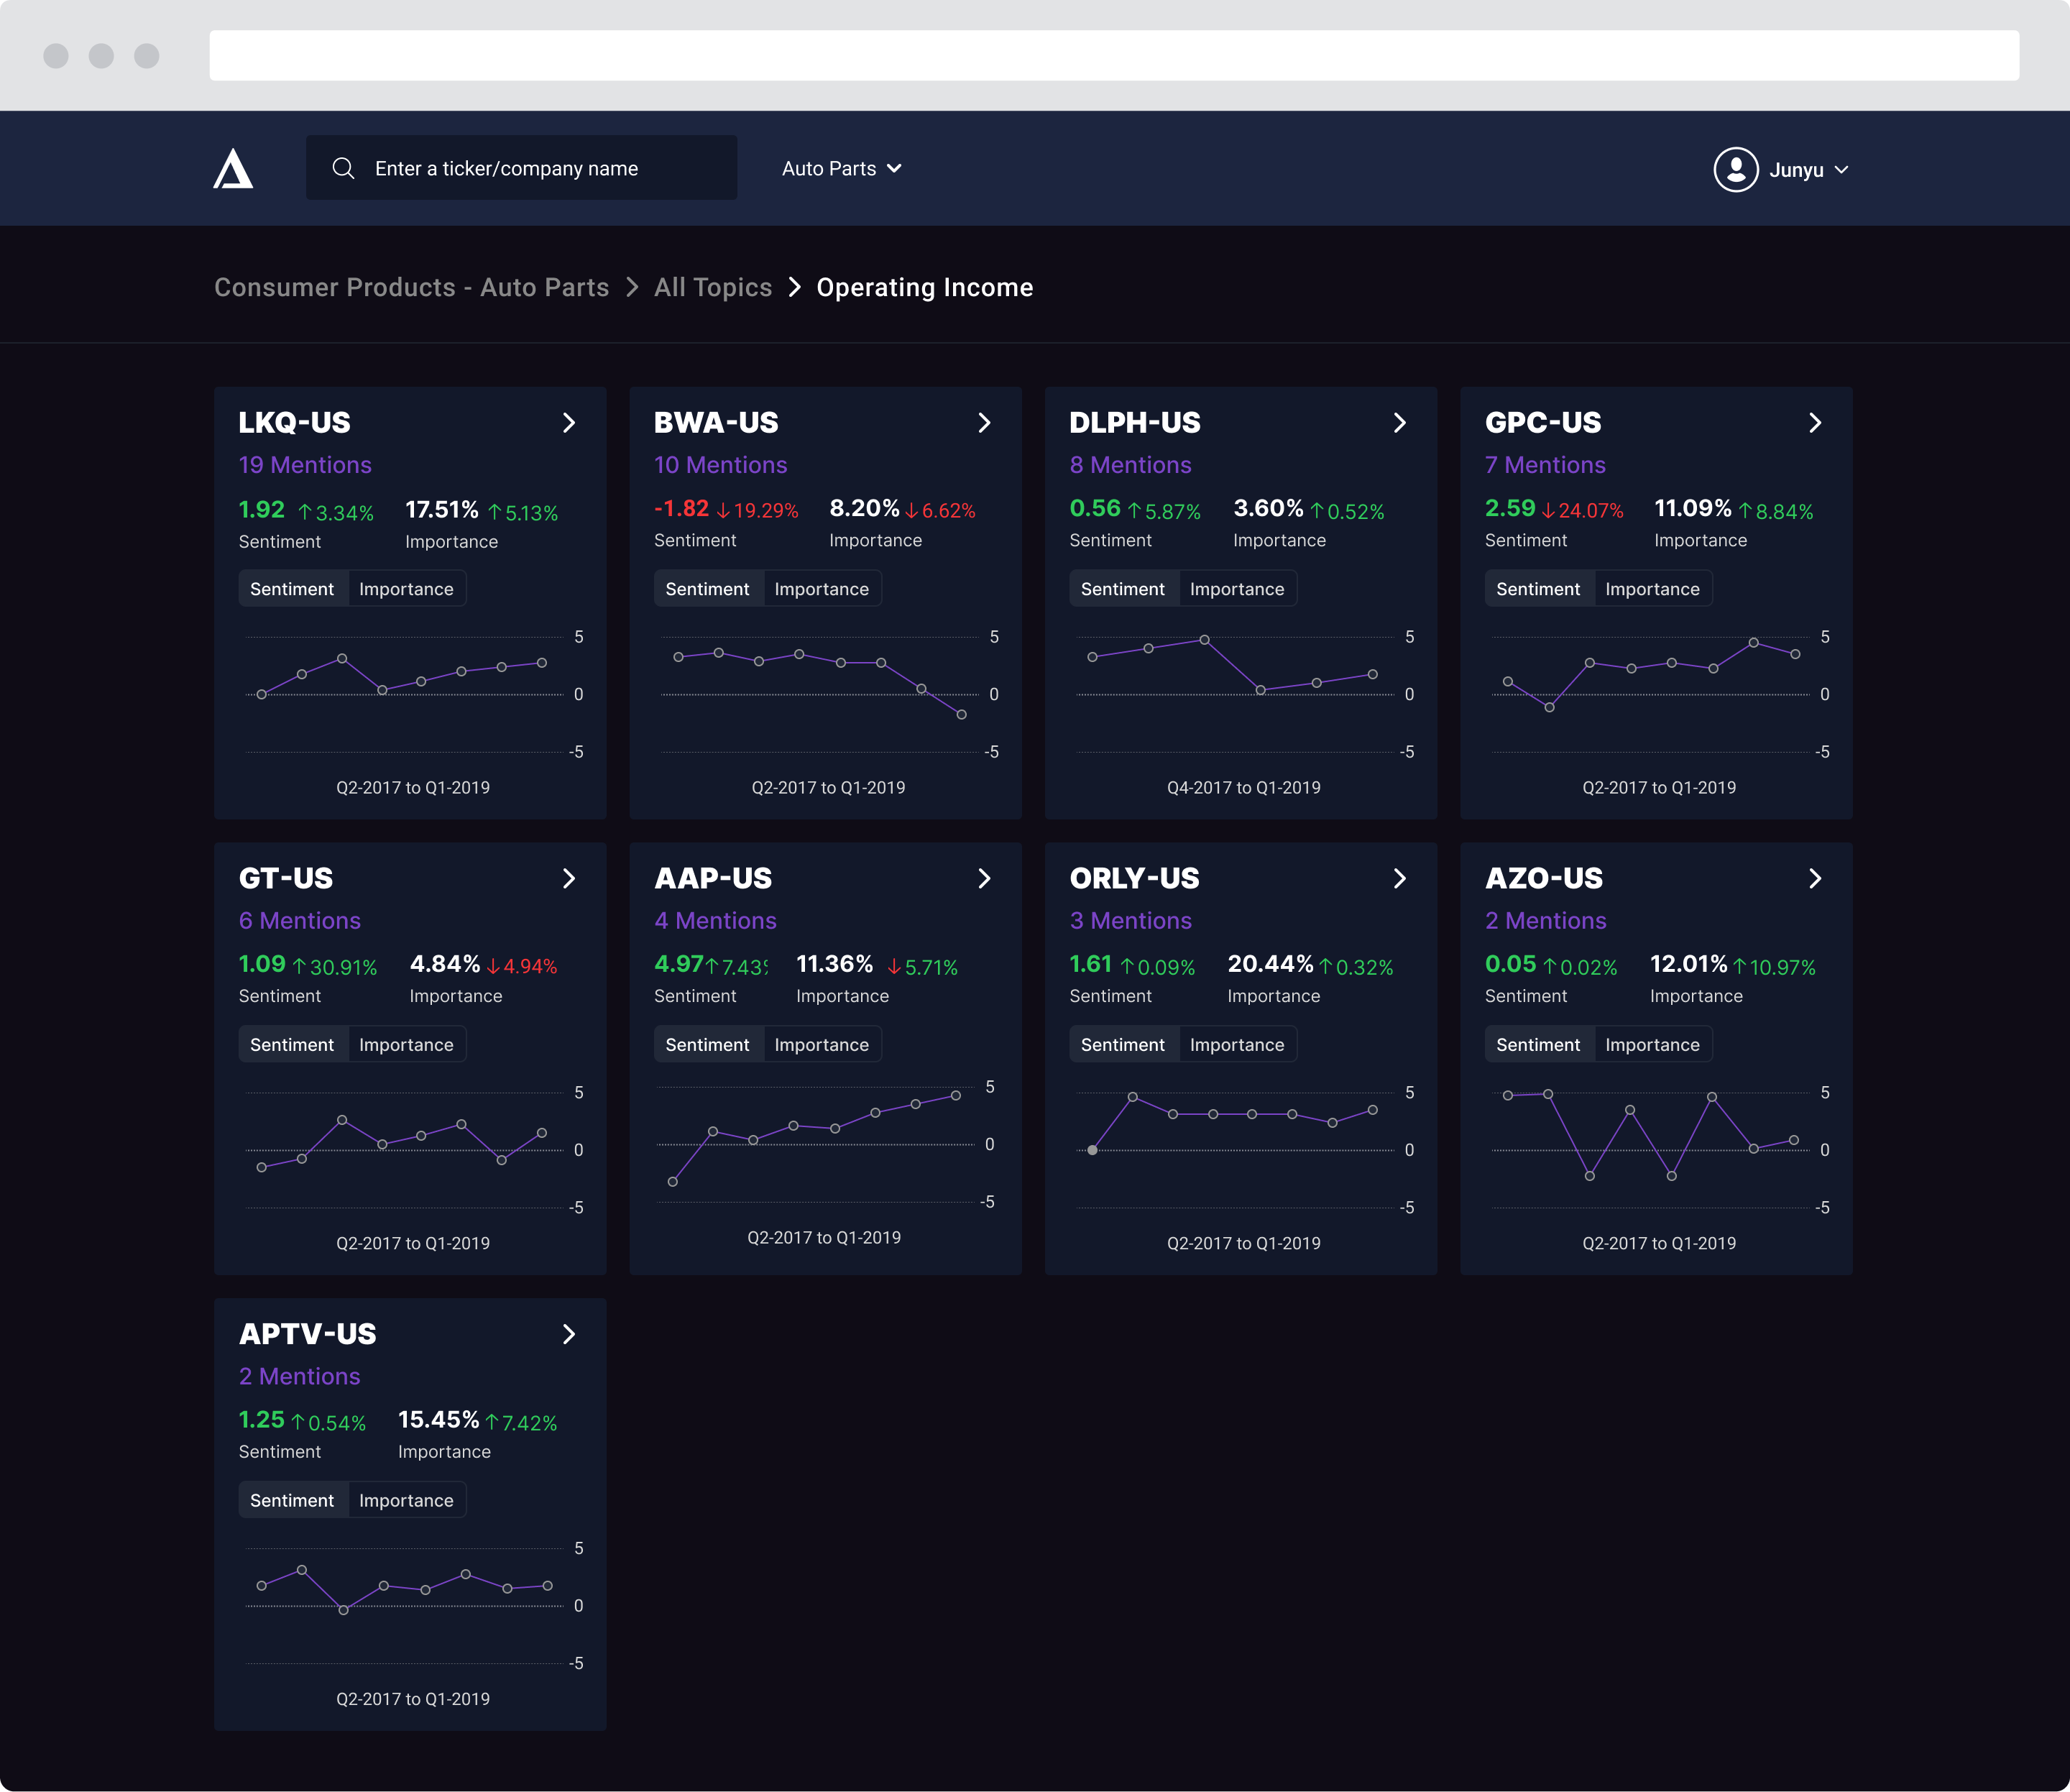 Enter a ticker/company name
Auto Parts
Junyu
Consumer Products - Auto Parts > All Topics > Operating Income
LKQ-US
19 Mentions
1.92 ↑3.34% 17.51% ↑5.13%
Sentiment Importance
Sentiment Importance
5
0
-5
Q2-2017 to Q1-2019
BWA-US
10 Mentions
-1.82 ↓19.29% 8.20% ↓6.62%
Sentiment Importance
Sentiment Importance
5
0
-5
Q2-2017 to Q1-2019
DLPH-US
8 Mentions
0.56 ↑5.87% 3.60% ↑0.52%
Sentiment Importance
Sentiment Importance
5
0
-5
Q4-2017 to Q1-2019
GPC-US
7 Mentions
2.59 ↓24.07% 11.09% ↑8.84%
Sentiment Importance
Sentiment Importance
5
0
-5
Q2-2017 to Q1-2019
GT-US
6 Mentions
1.09 ↑30.91% 4.84% ↓4.94%
Sentiment Importance
Sentiment Importance
5
0
-5
Q2-2017 to Q1-2019
AAP-US
4 Mentions
4.97 ↑7.43% 11.36% ↓5.71%
Sentiment Importance
Sentiment Importance
5
0
-5
Q2-2017 to Q1-2019
ORLY-US
3 Mentions
1.61 ↑0.09% 20.44% ↑0.32%
Sentiment Importance
Sentiment Importance
5
0
-5
Q2-2017 to Q1-2019
AZO-US
2 Mentions
0.05 ↑0.02% 12.01% ↑10.97%
Sentiment Importance
Sentiment Importance
5
0
-5
Q2-2017 to Q1-2019
APTV-US
2 Mentions
1.25 ↑0.54% 15.45% ↑7.42%
Sentiment Importance
Sentiment Importance
5
0
-5
Q2-2017 to Q1-2019